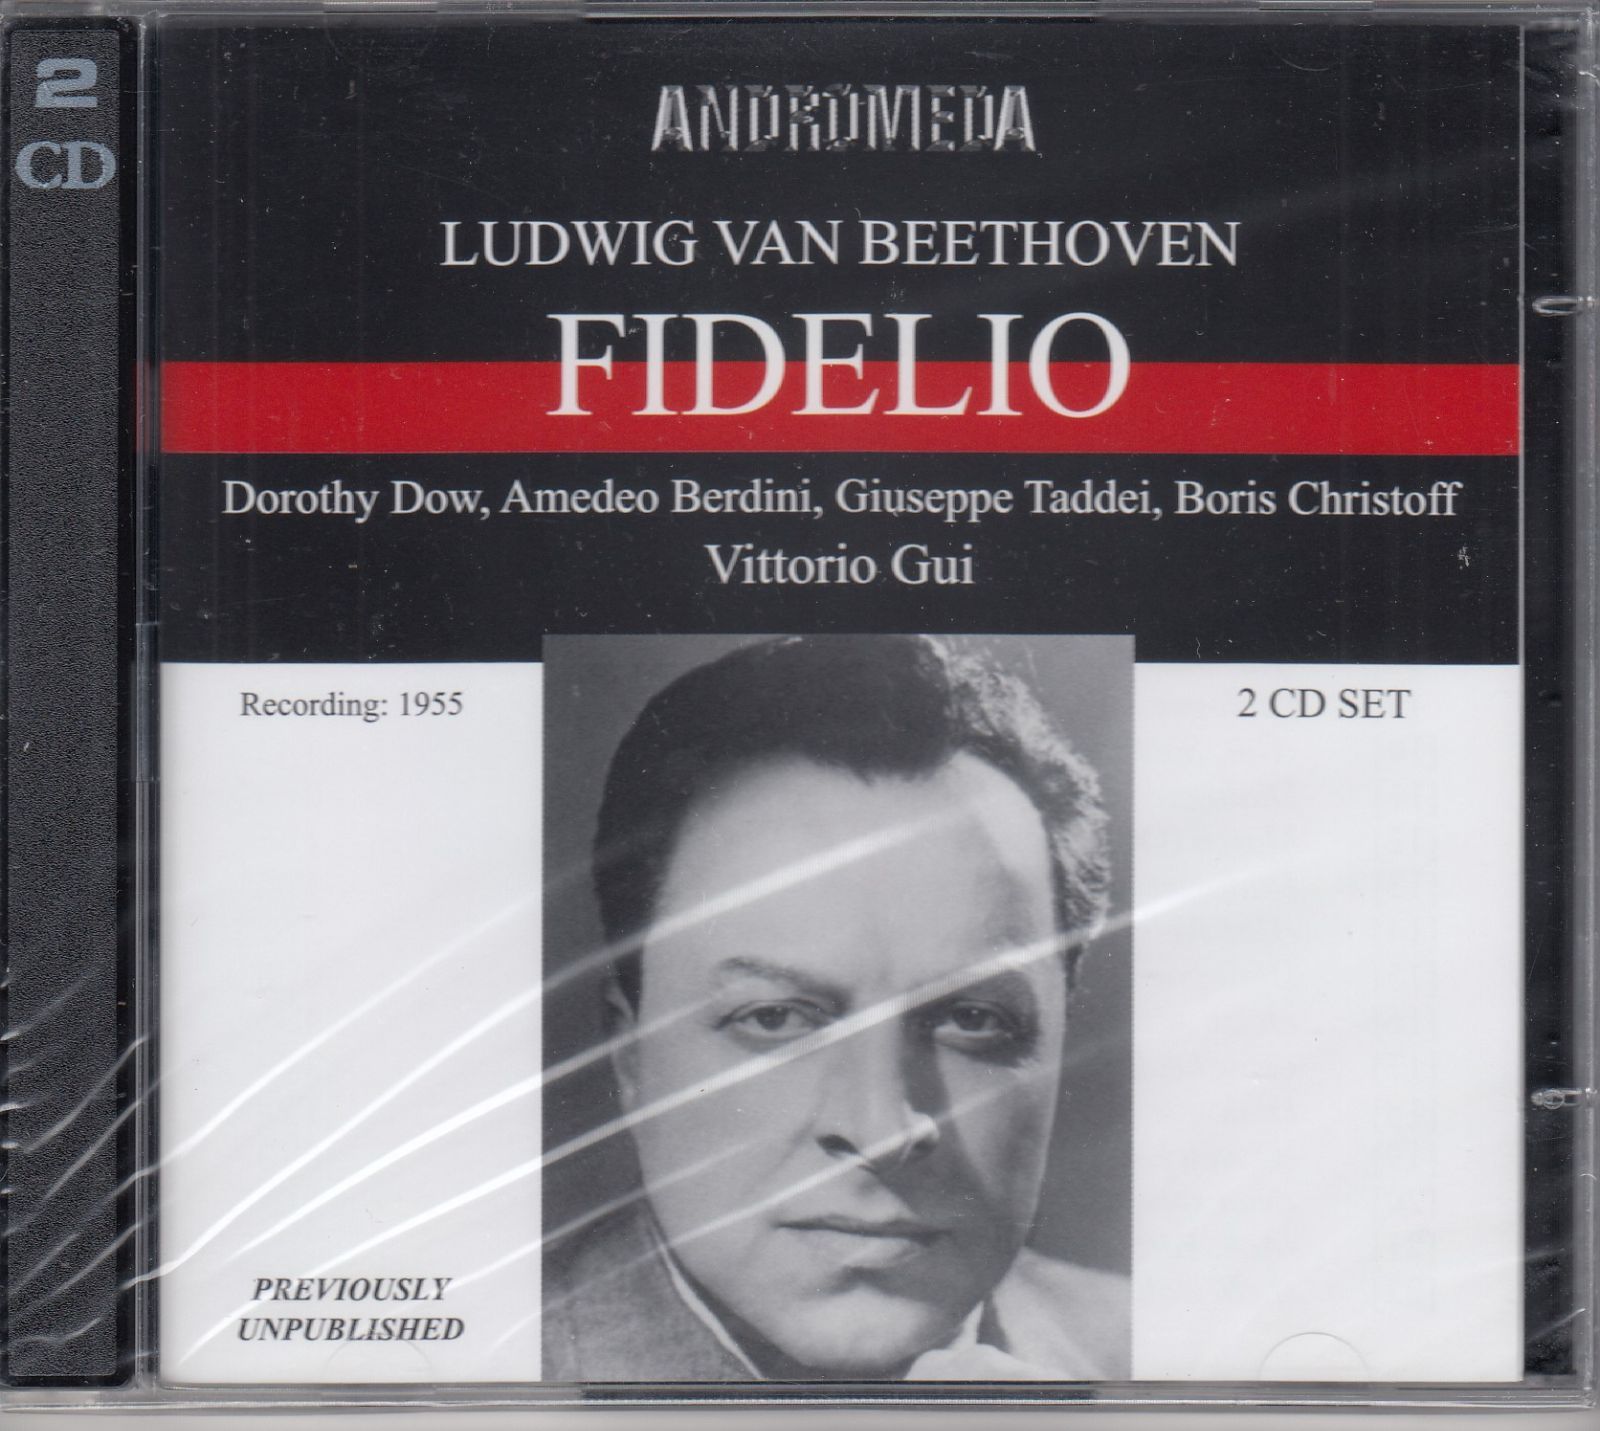 2
CD
ANDROMEDA
LUDWIG VAN BEETHOVEN
FIDELIO
Dorothy Dow, Amedeo Berdini, Giuseppe Taddei, Boris Christoff
Vittorio Gui
Recording: 1955
2 CD SET
PREVIOUSLY
UNPUBLISHED